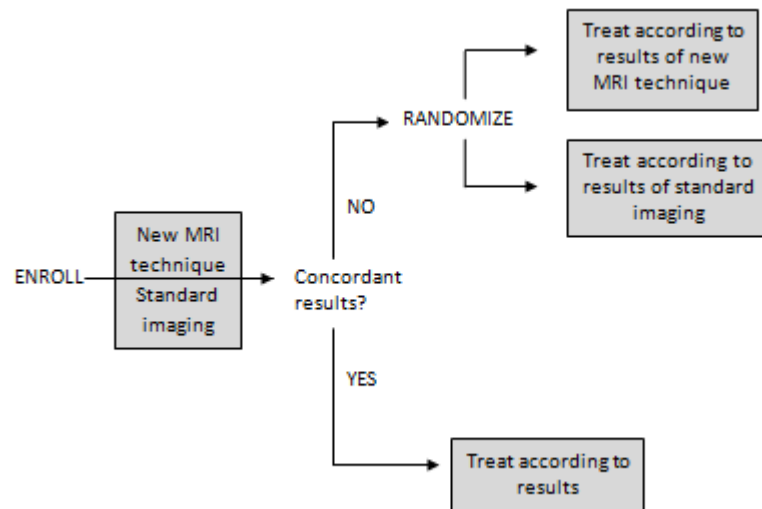 ENROLL
New MRI
technique
Standard
imaging
Concordant
results?
NO
RANDOMIZE
Treat according to
results of new
MRI technique
Treat according to
results of standard
imaging
YES
Treat according to
results